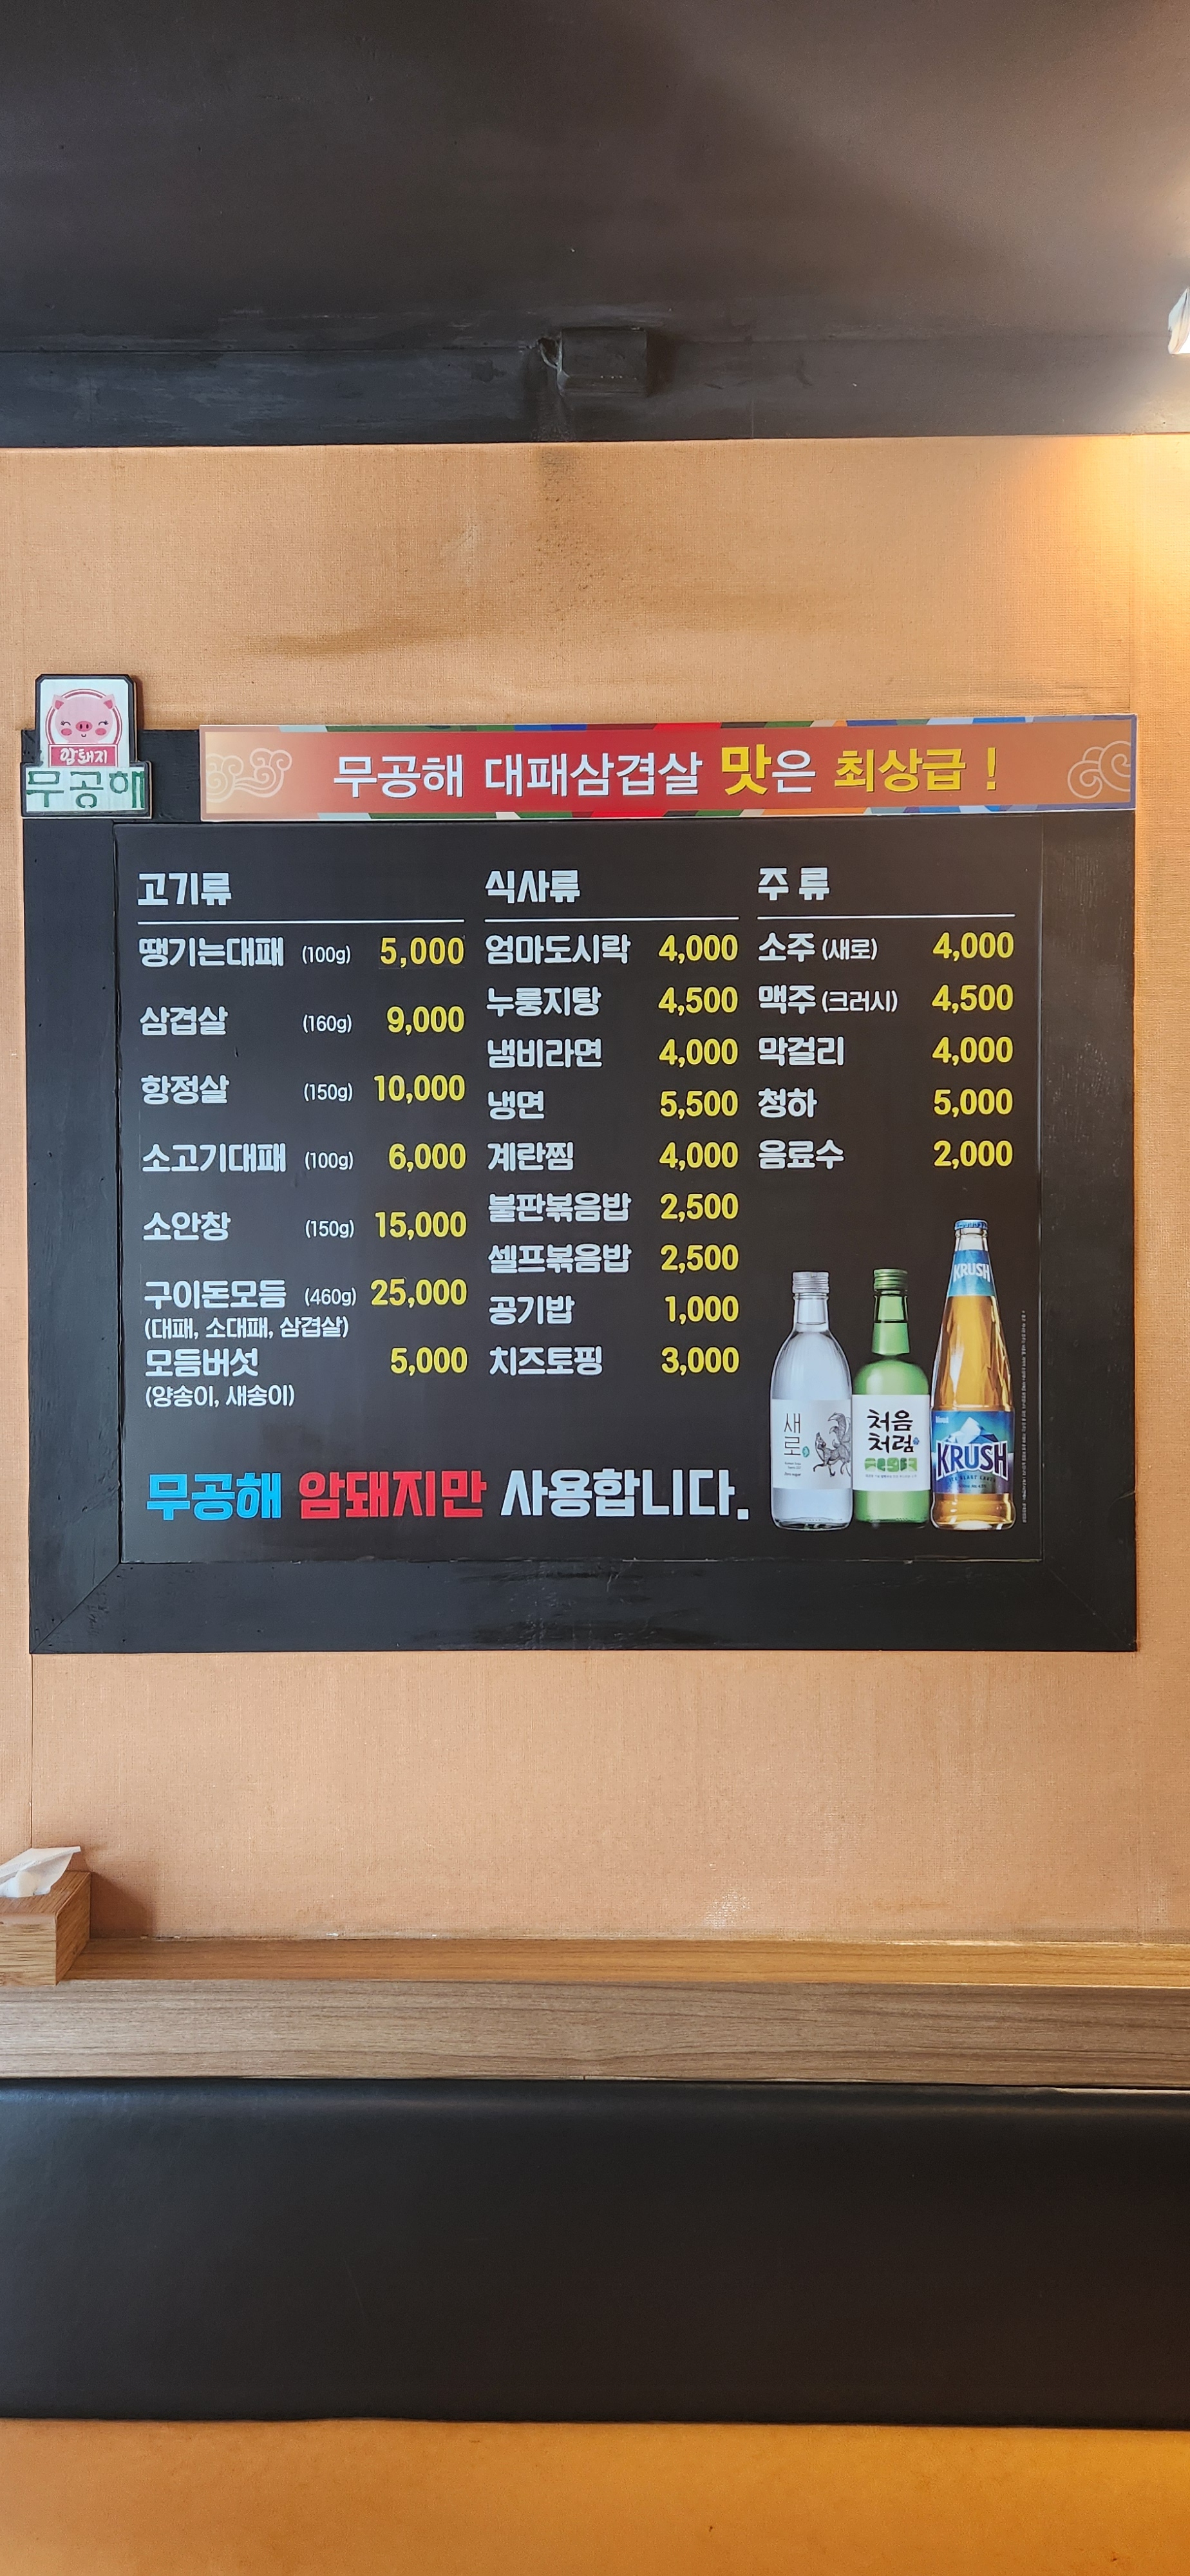 암돼지
무공해
무공해 대패삼겹살 맛은 최상급 !
고기류
땡기는대패 (100g) 5,000
삼겹살 (160g) 9,000
항정살 (150g) 10,000
소고기대패 (100g) 6,000
소안창 (150g) 15,000
구이돈모듬 (460g) 25,000
(대패, 소대패, 삼겹살)
모듬버섯 5,000
(양송이, 새송이)
식사류
엄마도시락 4,000
누룽지탕 4,500
냄비라면 4,000
냉면 5,500
계란찜 4,000
불판볶음밥 2,500
셀프볶음밥 2,500
공기밥 1,000
치즈토핑 3,000
주 류
소주 (새로) 4,000
맥주 (크러시) 4,500
막걸리 4,000
청하 5,000
음료수 2,000
새로
처음
처럼
KRUSH
KRUSH
무공해 암돼지만 사용합니다.